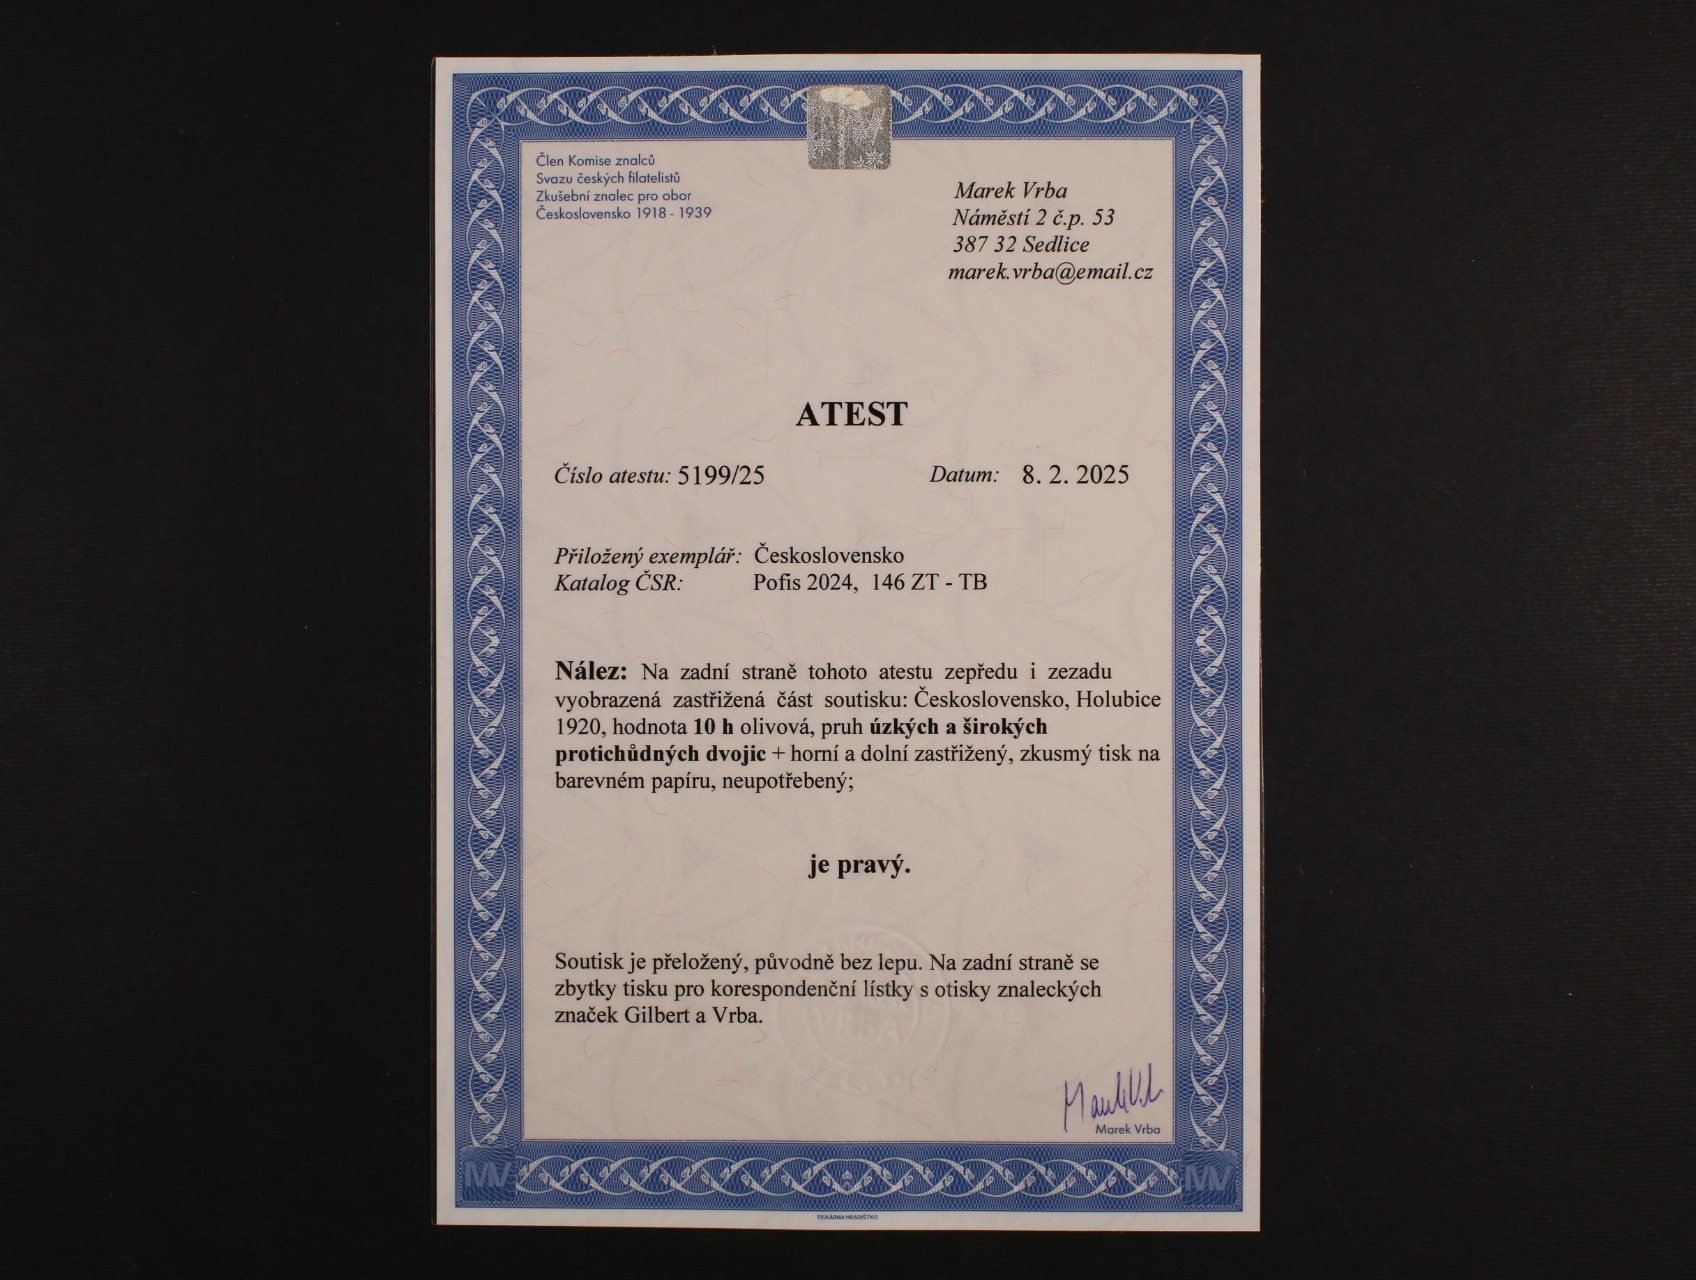 Člen Komise znalců
Svazu českých filatelistů
Zkušební znalec pro obor
Československo 1918 - 1939
Marek Vrba
Náměstí 2 č.p. 53
387 32 Sedlice
marek.vrba@email.cz
ATEST
Číslo atestu: 5199/25 Datum: 8. 2. 2025
Přiložený exemplář: Československo
Katalog ČSR: Pofis 2024, 146 ZT - TB
Nález: Na zadní straně tohoto atestu zepředu i zezadu
vyobrazená zastřižená část soutisku: Československo, Holubice
1920, hodnota 10 h olivová, pruh úzkých a širokých
protichůdných dvojic + horní a dolní zastřižený, zkusmý tisk na
barevném papíru, neupotřebený;
je pravý.
Soutisk je přeložený, původně bez lepu. Na zadní straně se
zbytky tisku pro korespondenční lístky s otisky znaleckých
značek Gilbert a Vrba.
Marek Vrba
MV MV
TISKÁRNA HRADIŠTKO